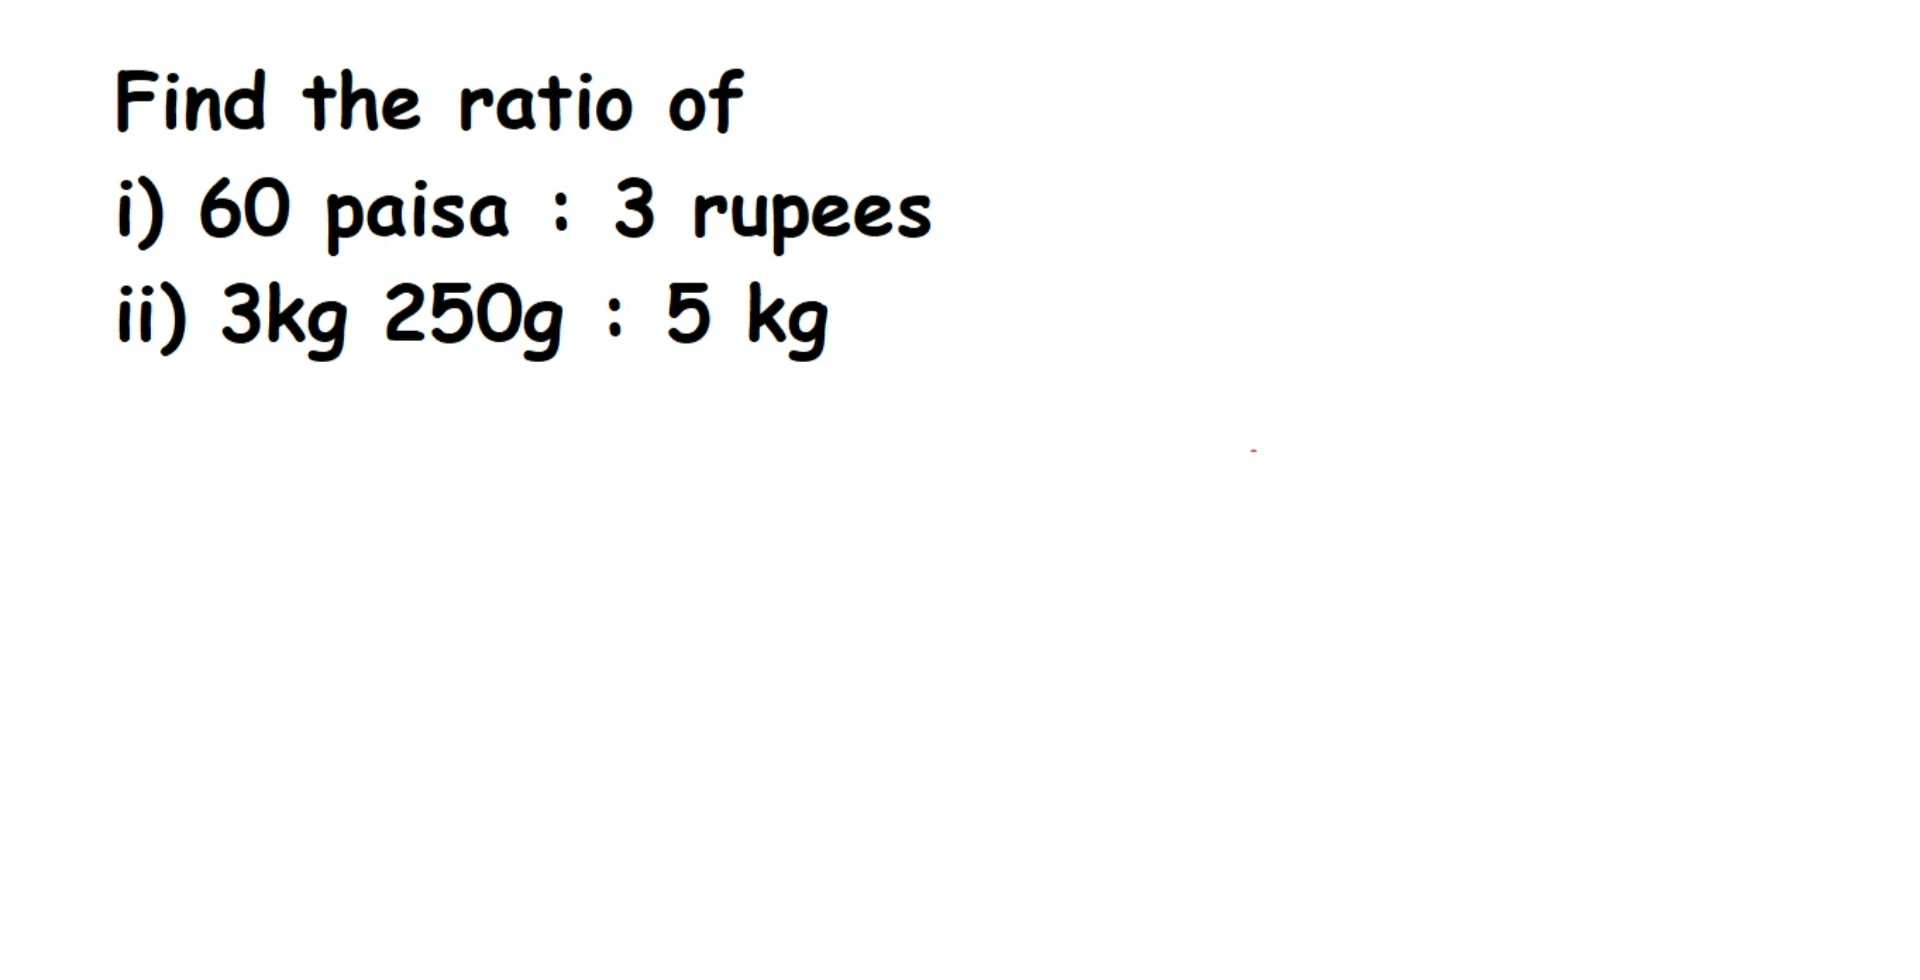 Find the ratio of
i) 60 paisa : 3 rupees
ii) 3kg 250g : 5 kg